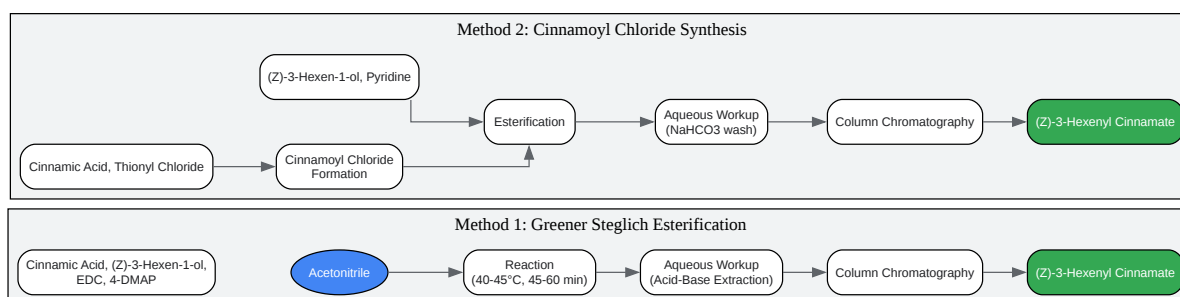 Method 2: Cinnamoyl Chloride Synthesis
(Z)-3-Hexen-1-ol, Pyridine
Esterification
Aqueous Workup
(NaHCO3 wash)
Column Chromatography
(Z)-3-Hexenyl Cinnamate
Cinnamic Acid, Thionyl Chloride
Cinnamoyl Chloride
Formation
Method 1: Greener Steglich Esterification
Cinnamic Acid, (Z)-3-Hexen-1-ol,
EDC, 4-DMAP
Acetonitrile
Reaction
(40-45°C, 45-60 min)
Aqueous Workup
(Acid-Base Extraction)
Column Chromatography
(Z)-3-Hexenyl Cinnamate